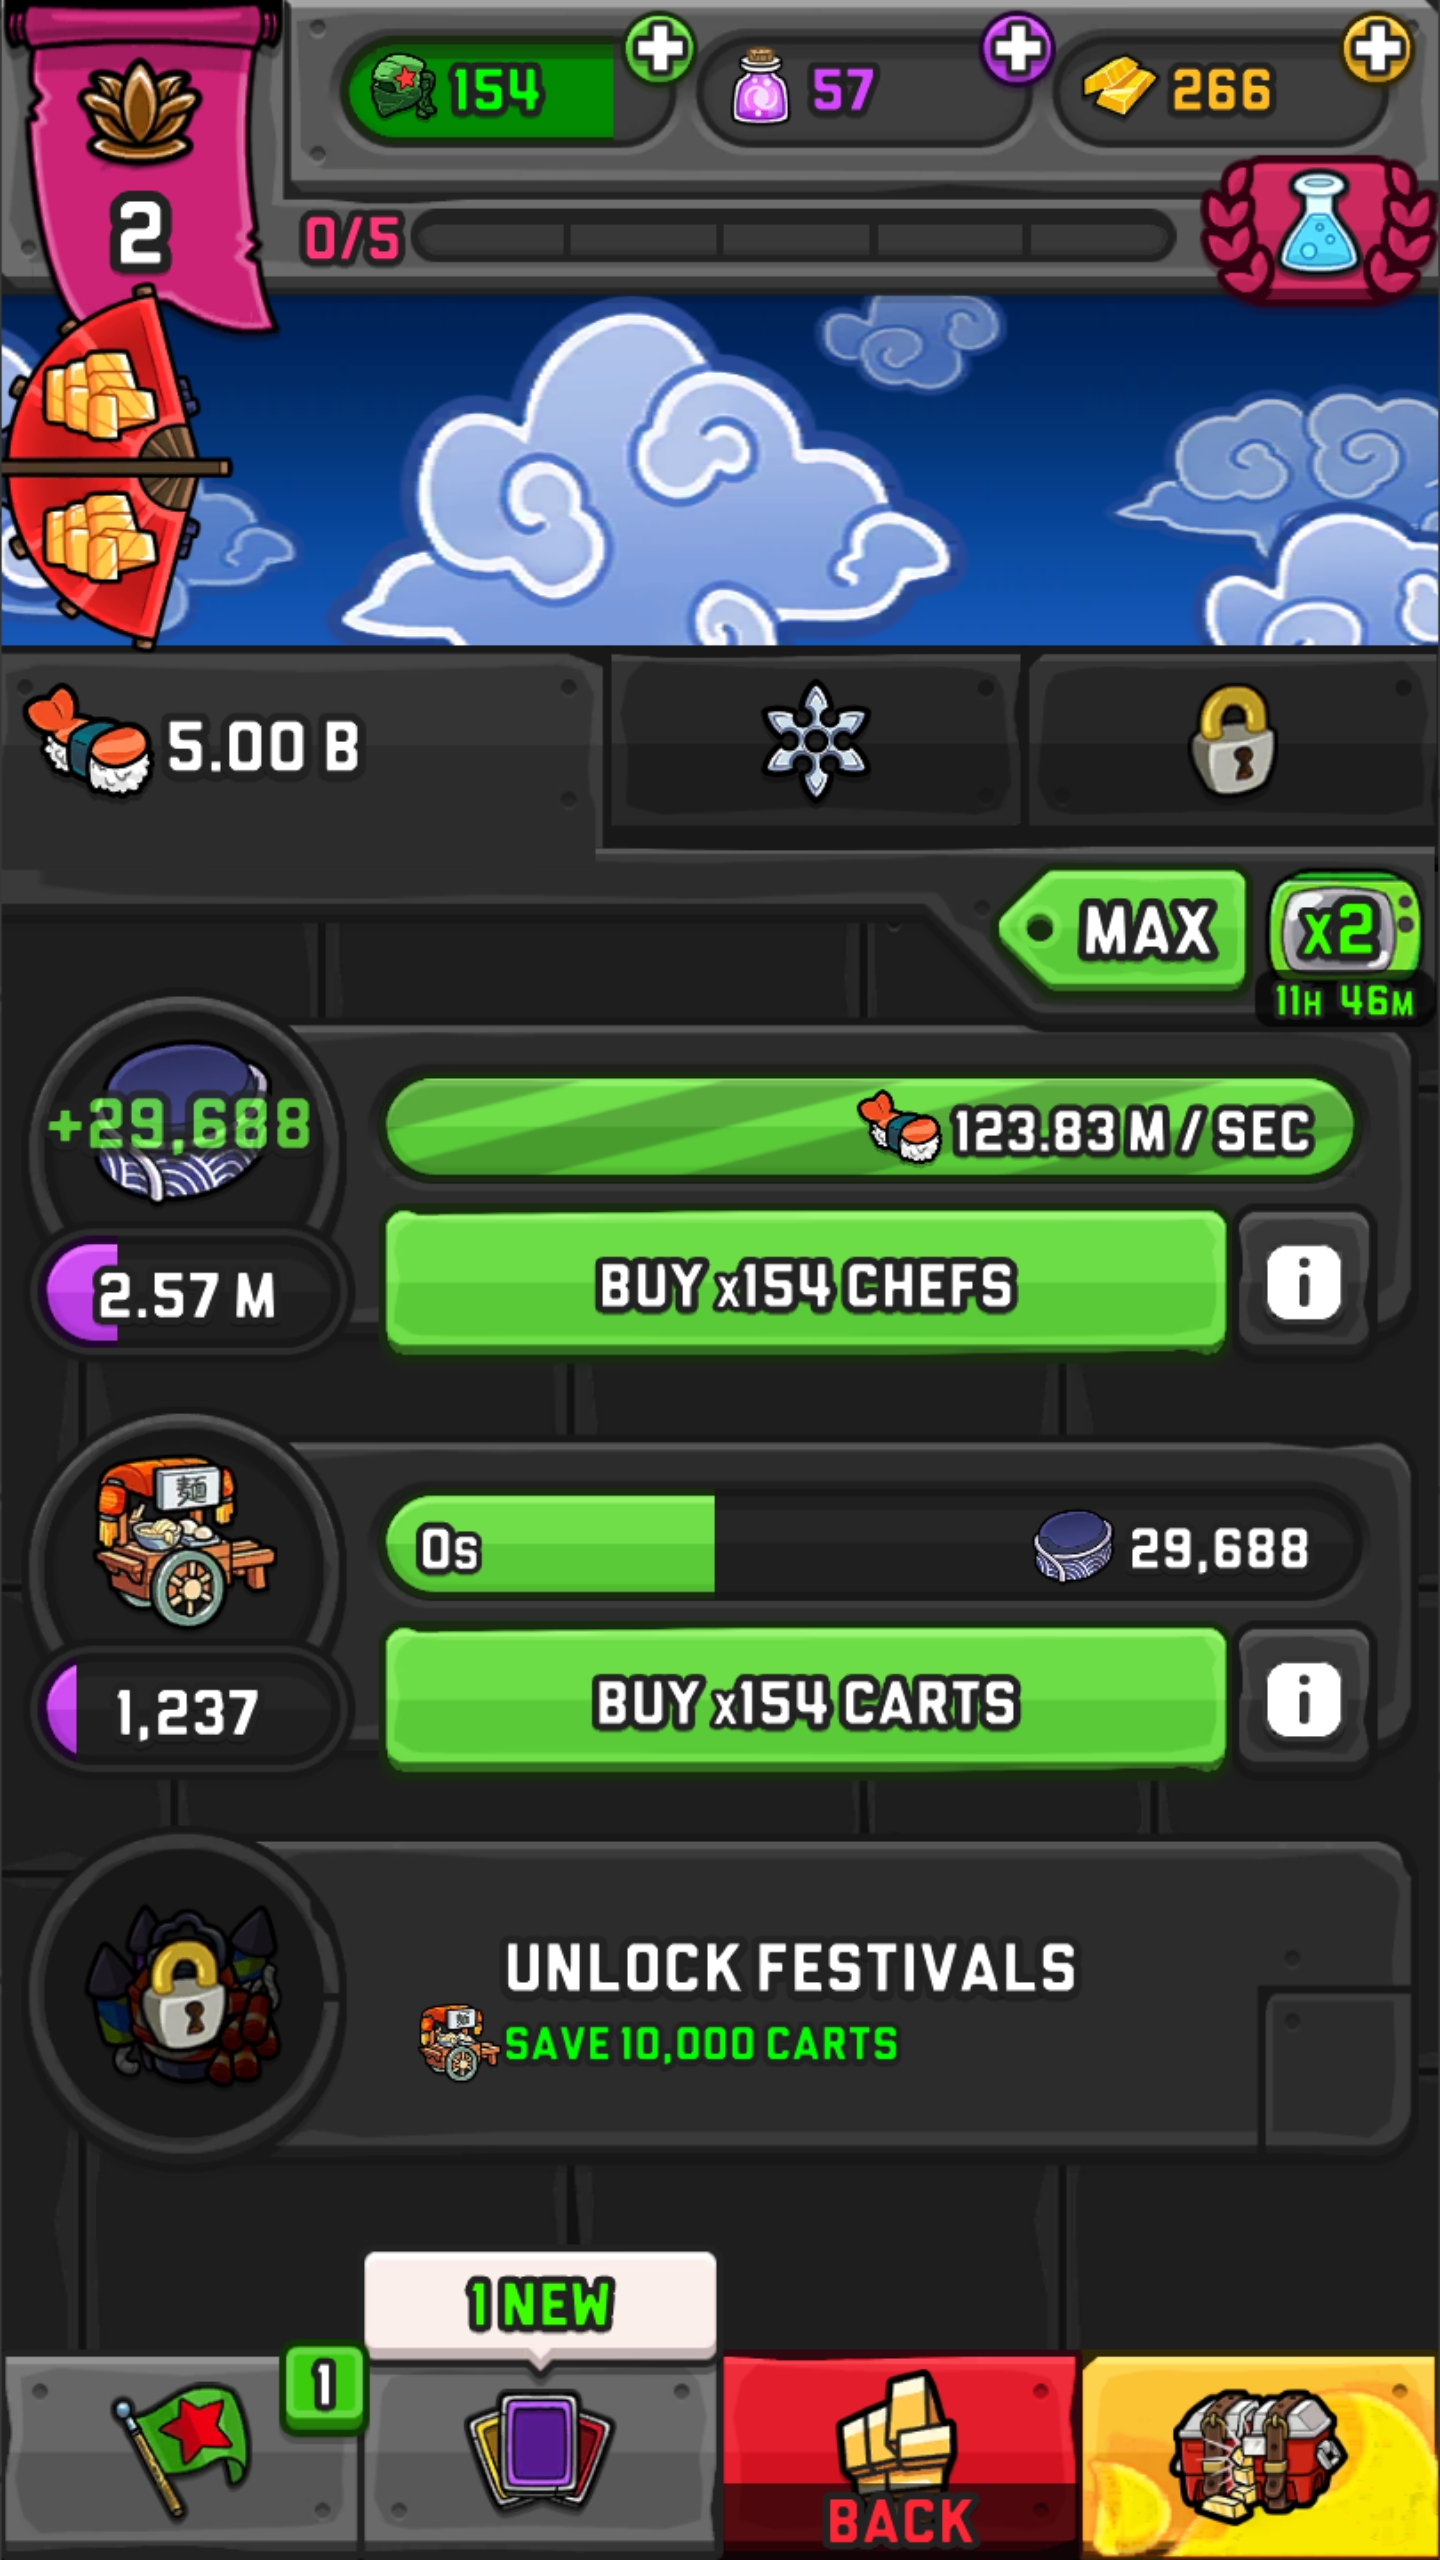 154
57
266
2
0/5
5.00 B
MAX
x2
11H 46M
+29,688
123.83 M / SEC
2.57 M
BUY x154 CHEFS
i
麺
0s
29,688
1,237
BUY x154 CARTS
i
UNLOCK FESTIVALS
SAVE 10,000 CARTS
1 NEW
1
BACK